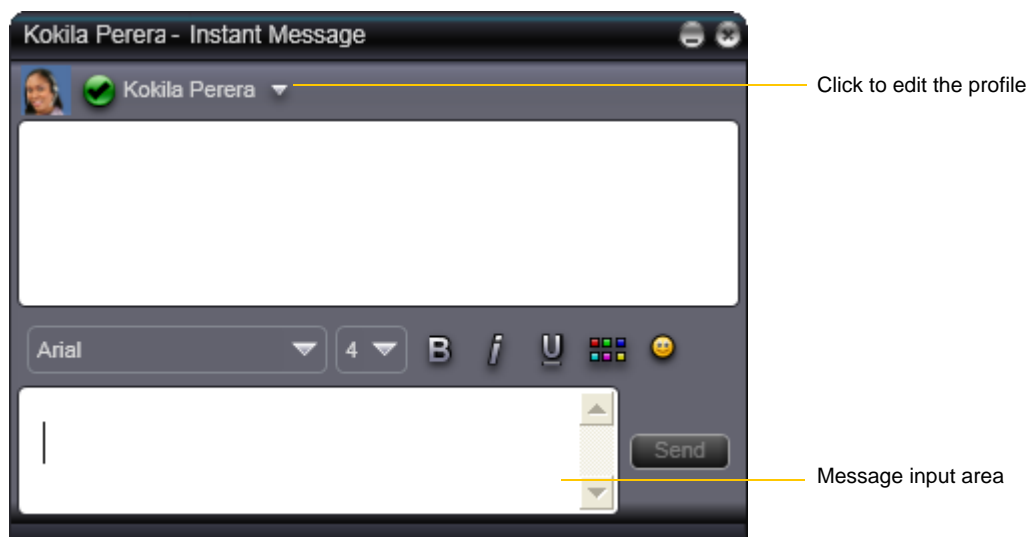 Kokila Perera - Instant Message
Kokila Perera
Click to edit the profile
Arial
4
B i U
Send
Message input area